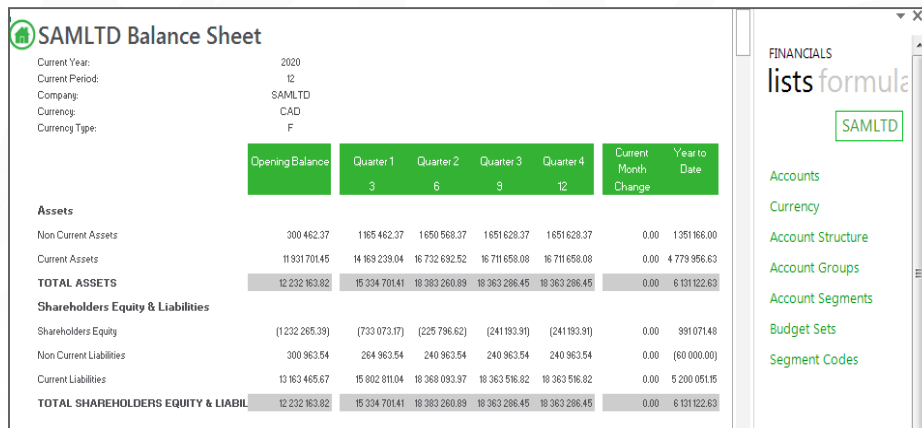 SAMLTD Balance Sheet
Current Year: 2020
Current Period: 12
Company: SAMLTD
Currency: CAD
Currency Type: F
Opening Balance Quarter 1 Quarter 2 Quarter 3 Quarter 4 Current Month Change Year to Date
3 6 9 12
Assets
Non Current Assets 300 462.37 1 165 462.37 1 650 568.37 1 651 628.37 1 651 628.37 0.00 1 351 166.00
Current Assets 11 931 701.45 14 169 239.04 16 732 692.52 16 711 658.08 16 711 658.08 0.00 4 779 956.63
TOTAL ASSETS 12 232 163.82 15 334 701.41 18 383 260.89 18 363 286.45 18 363 286.45 0.00 6 131 122.63
Shareholders Equity & Liabilities
Shareholders Equity (1 232 265.39) (733 073.17) (225 796.62) (241 193.91) (241 193.91) 0.00 991 071.48
Non Current Liabilities 300 963.54 264 963.54 240 963.54 240 963.54 240 963.54 0.00 (60 000.00)
Current Liabilities 13 163 465.67 15 802 811.04 18 368 093.97 18 363 516.82 18 363 516.82 0.00 5 200 051.15
TOTAL SHAREHOLDERS EQUITY & LIABIL 12 232 163.82 15 334 701.41 18 383 260.89 18 363 286.45 18 363 286.45 0.00 6 131 122.63
FINANCIALS
lists formula
SAMLTD
Accounts
Currency
Account Structure
Account Groups
Account Segments
Budget Sets
Segment Codes